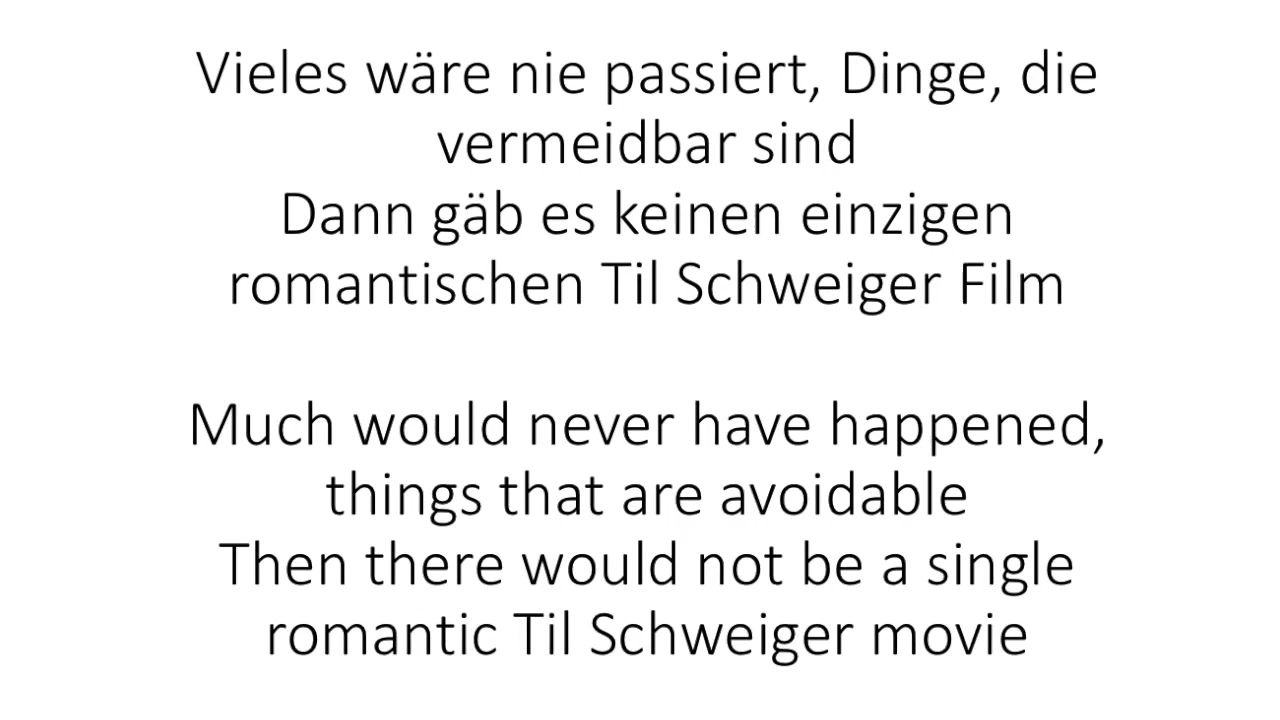 Vieles wäre nie passiert, Dinge, die
vermeidbar sind
Dann gäb es keinen einzigen
romantischen Til Schweiger Film
Much would never have happened,
things that are avoidable
Then there would not be a single
romantic Til Schweiger movie